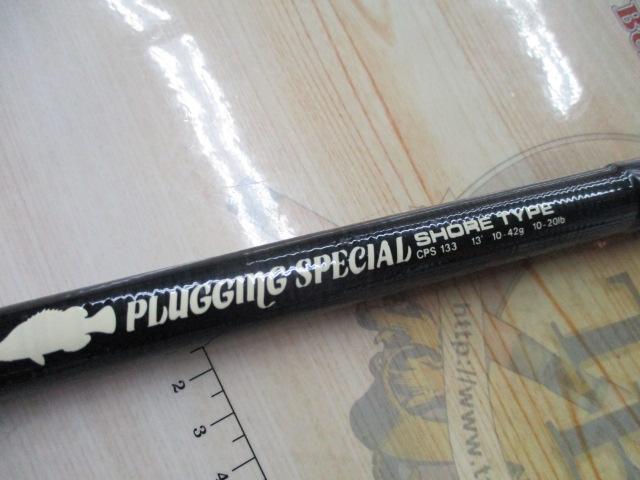 PLUGGING SPECIAL SHORE TYPE
CPS 133 13' 10-42g 10-20lb
2
3
4
http://www.t